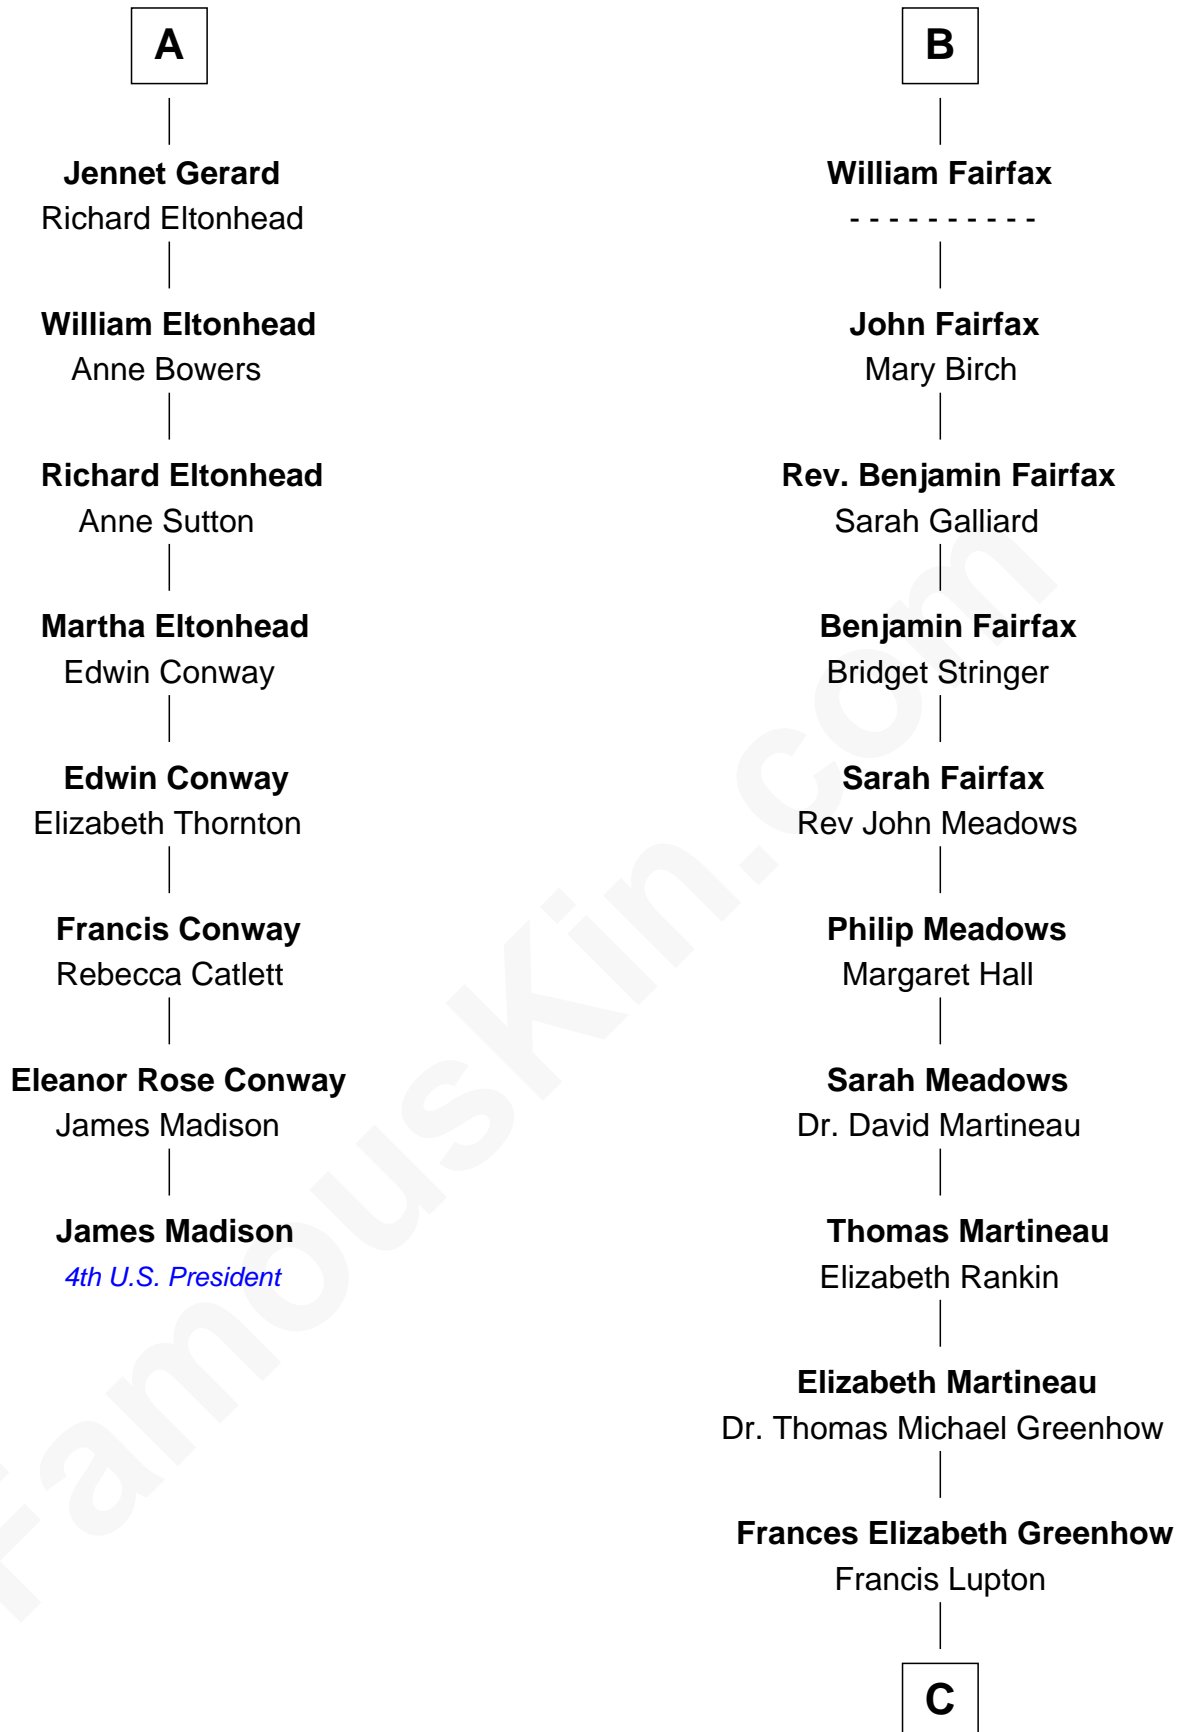 A
Jennet Gerard
Richard Eltonhead
William Eltonhead
Anne Bowers
Richard Eltonhead
Anne Sutton
Martha Eltonhead
Edwin Conway
Edwin Conway
Elizabeth Thornton
Francis Conway
Rebecca Catlett
Eleanor Rose Conway
James Madison
James Madison
4th U.S. President
B
William Fairfax
- - - - - - - - - -
John Fairfax
Mary Birch
Rev. Benjamin Fairfax
Sarah Galliard
Benjamin Fairfax
Bridget Stringer
Sarah Fairfax
Rev John Meadows
Philip Meadows
Margaret Hall
Sarah Meadows
Dr. David Martineau
Thomas Martineau
Elizabeth Rankin
Elizabeth Martineau
Dr. Thomas Michael Greenhow
Frances Elizabeth Greenhow
Francis Lupton
C
FamousKin.com